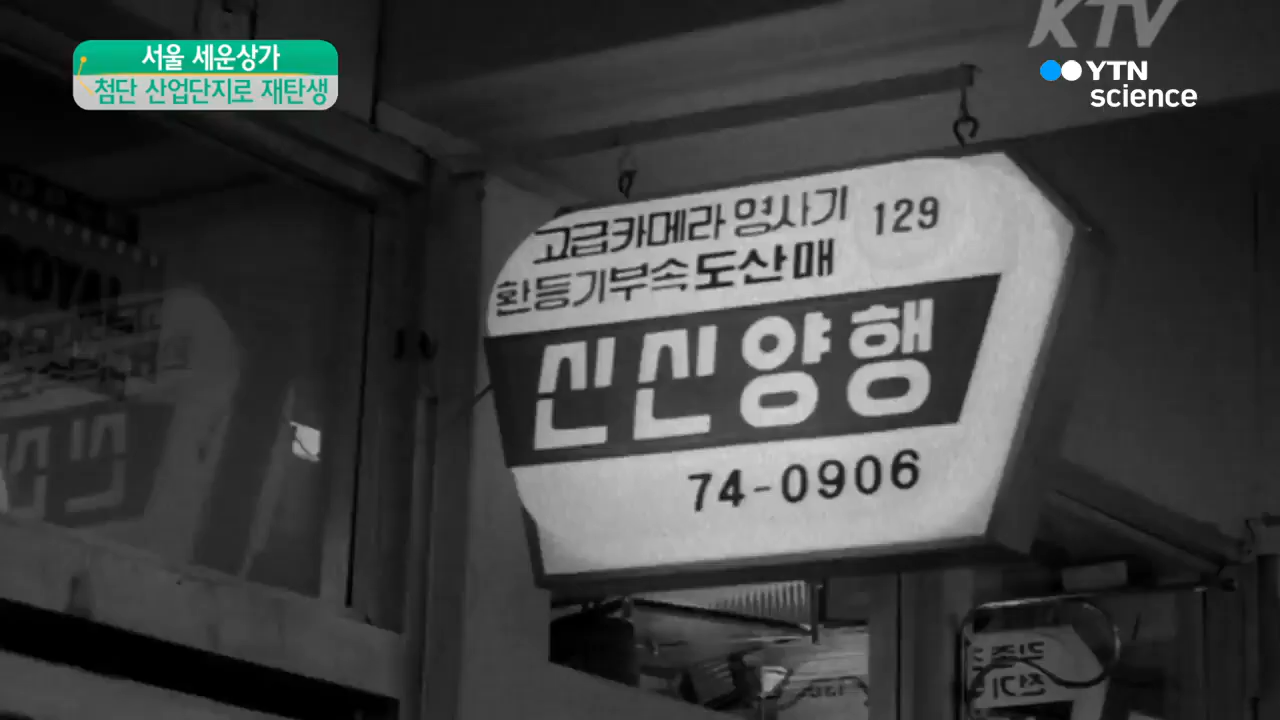 서울 세운상가
첨단 산업단지로 재탄생
KTV
YTN
science
고급카메라 영사기 129
환등기부속도산매
신신양행
74-0906
ROYAL